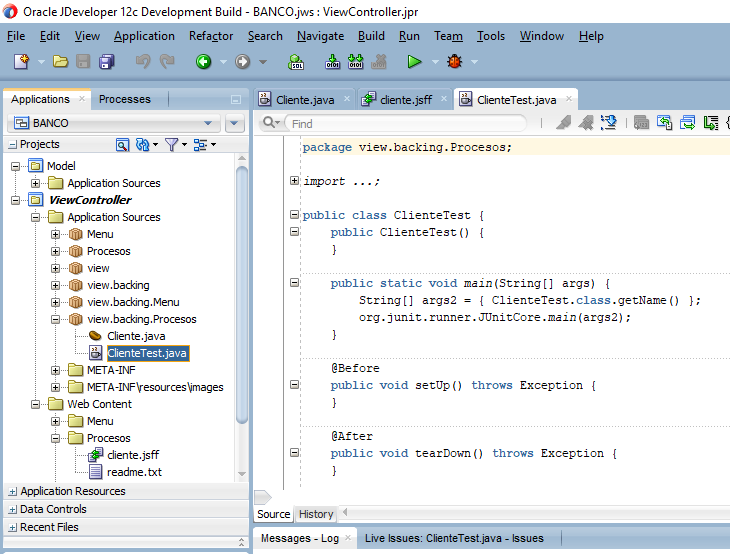 Oracle JDeveloper 12c Development Build - BANCO.jws : ViewController.jpr
File Edit View Application Refactor Search Navigate Build Run Team Tools Window Help
Applications Processes
BANCO
Projects
Model
Application Sources
ViewController
Application Sources
Menu
Procesos
view
view.backing
view.backing.Menu
view.backing.Procesos
Cliente.java
ClienteTest.java
META-INF
META-INF\resources\images
Web Content
Menu
Procesos
cliente.jsff
readme.txt
Application Resources
Data Controls
Recent Files
Cliente.java cliente.jsff ClienteTest.java
Find
package view.backing.Procesos;
import ...;
public class ClienteTest {
public ClienteTest() {
}
public static void main(String[] args) {
String[] args2 = { ClienteTest.class.getName() };
org.junit.runner.JUnitCore.main(args2);
}
@Before
public void setUp() throws Exception {
}
@After
public void tearDown() throws Exception {
}
Source History
Messages - Log Live Issues: ClienteTest.java - Issues